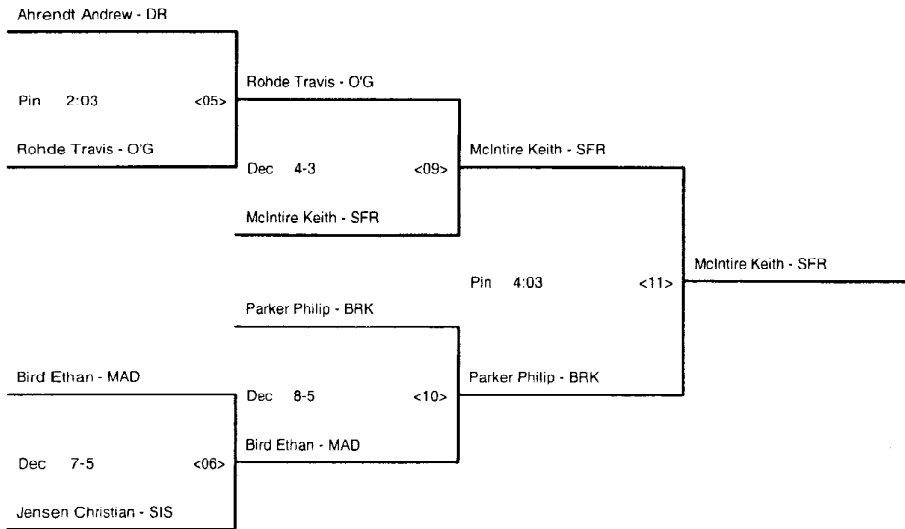 Ahrendt Andrew - DR
Rohde Travis - O'G
Pin 2:03 <05>
Rohde Travis - O'G
McIntire Keith - SFR
Dec 4-3 <09>
McIntire Keith - SFR
McIntire Keith - SFR
Pin 4:03 <11>
Parker Philip - BRK
Bird Ethan - MAD
Parker Philip - BRK
Dec 8-5 <10>
Bird Ethan - MAD
Dec 7-5 <06>
Jensen Christian - SIS